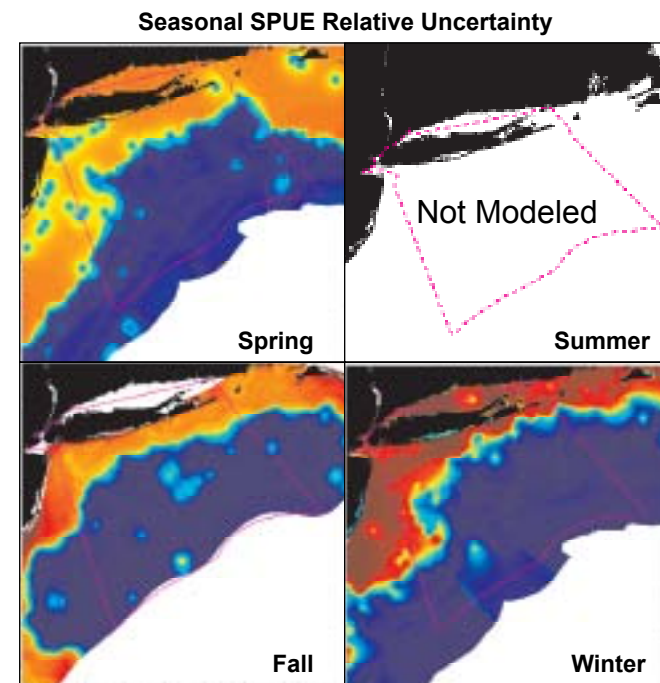 Seasonal SPUE Relative Uncertainty
Spring
Not Modeled
Summer
Fall
Winter